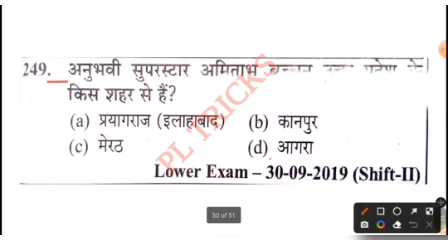 249. अनुभवी सुपरस्टार अमिताभ
किस शहर से हैं?
(a) प्रयागराज (इलाहाबाद) (b) कानपुर
(c) मेरठ (d) आगरा
Lower Exam – 30-09-2019 (Shift-II)
PL TRICKS
50 of 51